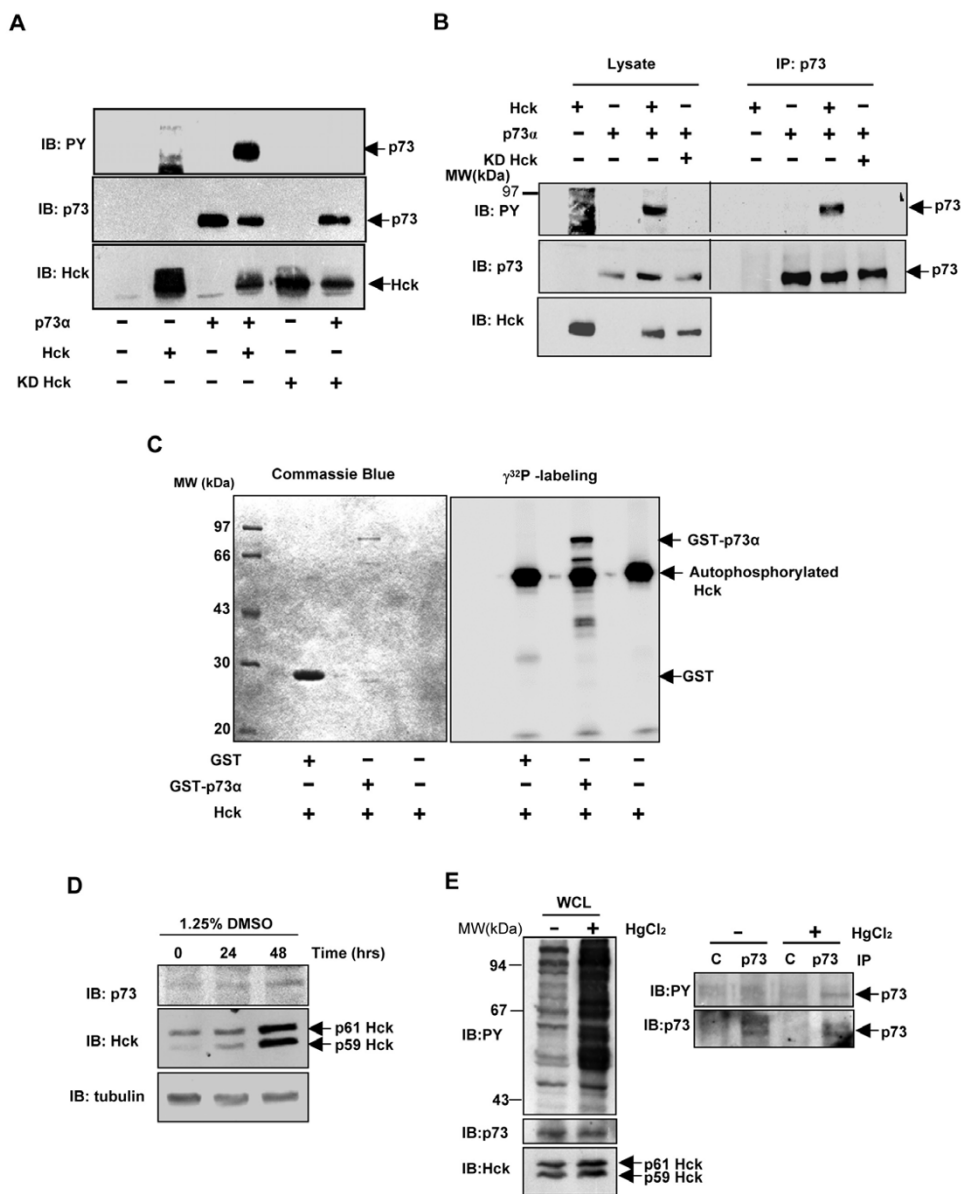 A
IB: PY
p73
IB: p73
p73
IB: Hck
Hck
p73α – – + + – +
Hck – + – + – –
KD Hck – – – – + +
B
Lysate IP: p73
Hck + – + – + – + –
p73α – + + + – + + +
KD Hck – – – + – – – +
MW(kDa)
97
IB: PY
p73
IB: p73
p73
IB: Hck
C
Commassie Blue γ³²P -labeling
MW (kDa)
97
66
43
30
20
GST-p73α
Autophosphorylated
Hck
GST
GST + – – + – –
GST-p73α – + – – + –
Hck + + + + + +
D
1.25% DMSO
0 24 48 Time (hrs)
IB: p73
IB: Hck
p61 Hck
p59 Hck
IB: tubulin
E
WCL
MW(kDa) – + HgCl₂
94
67
IB:PY
43
IB:p73
IB:Hck
p61 Hck
p59 Hck
– + HgCl₂
C p73 C p73 IP
IB:PY
p73
IB:p73
p73